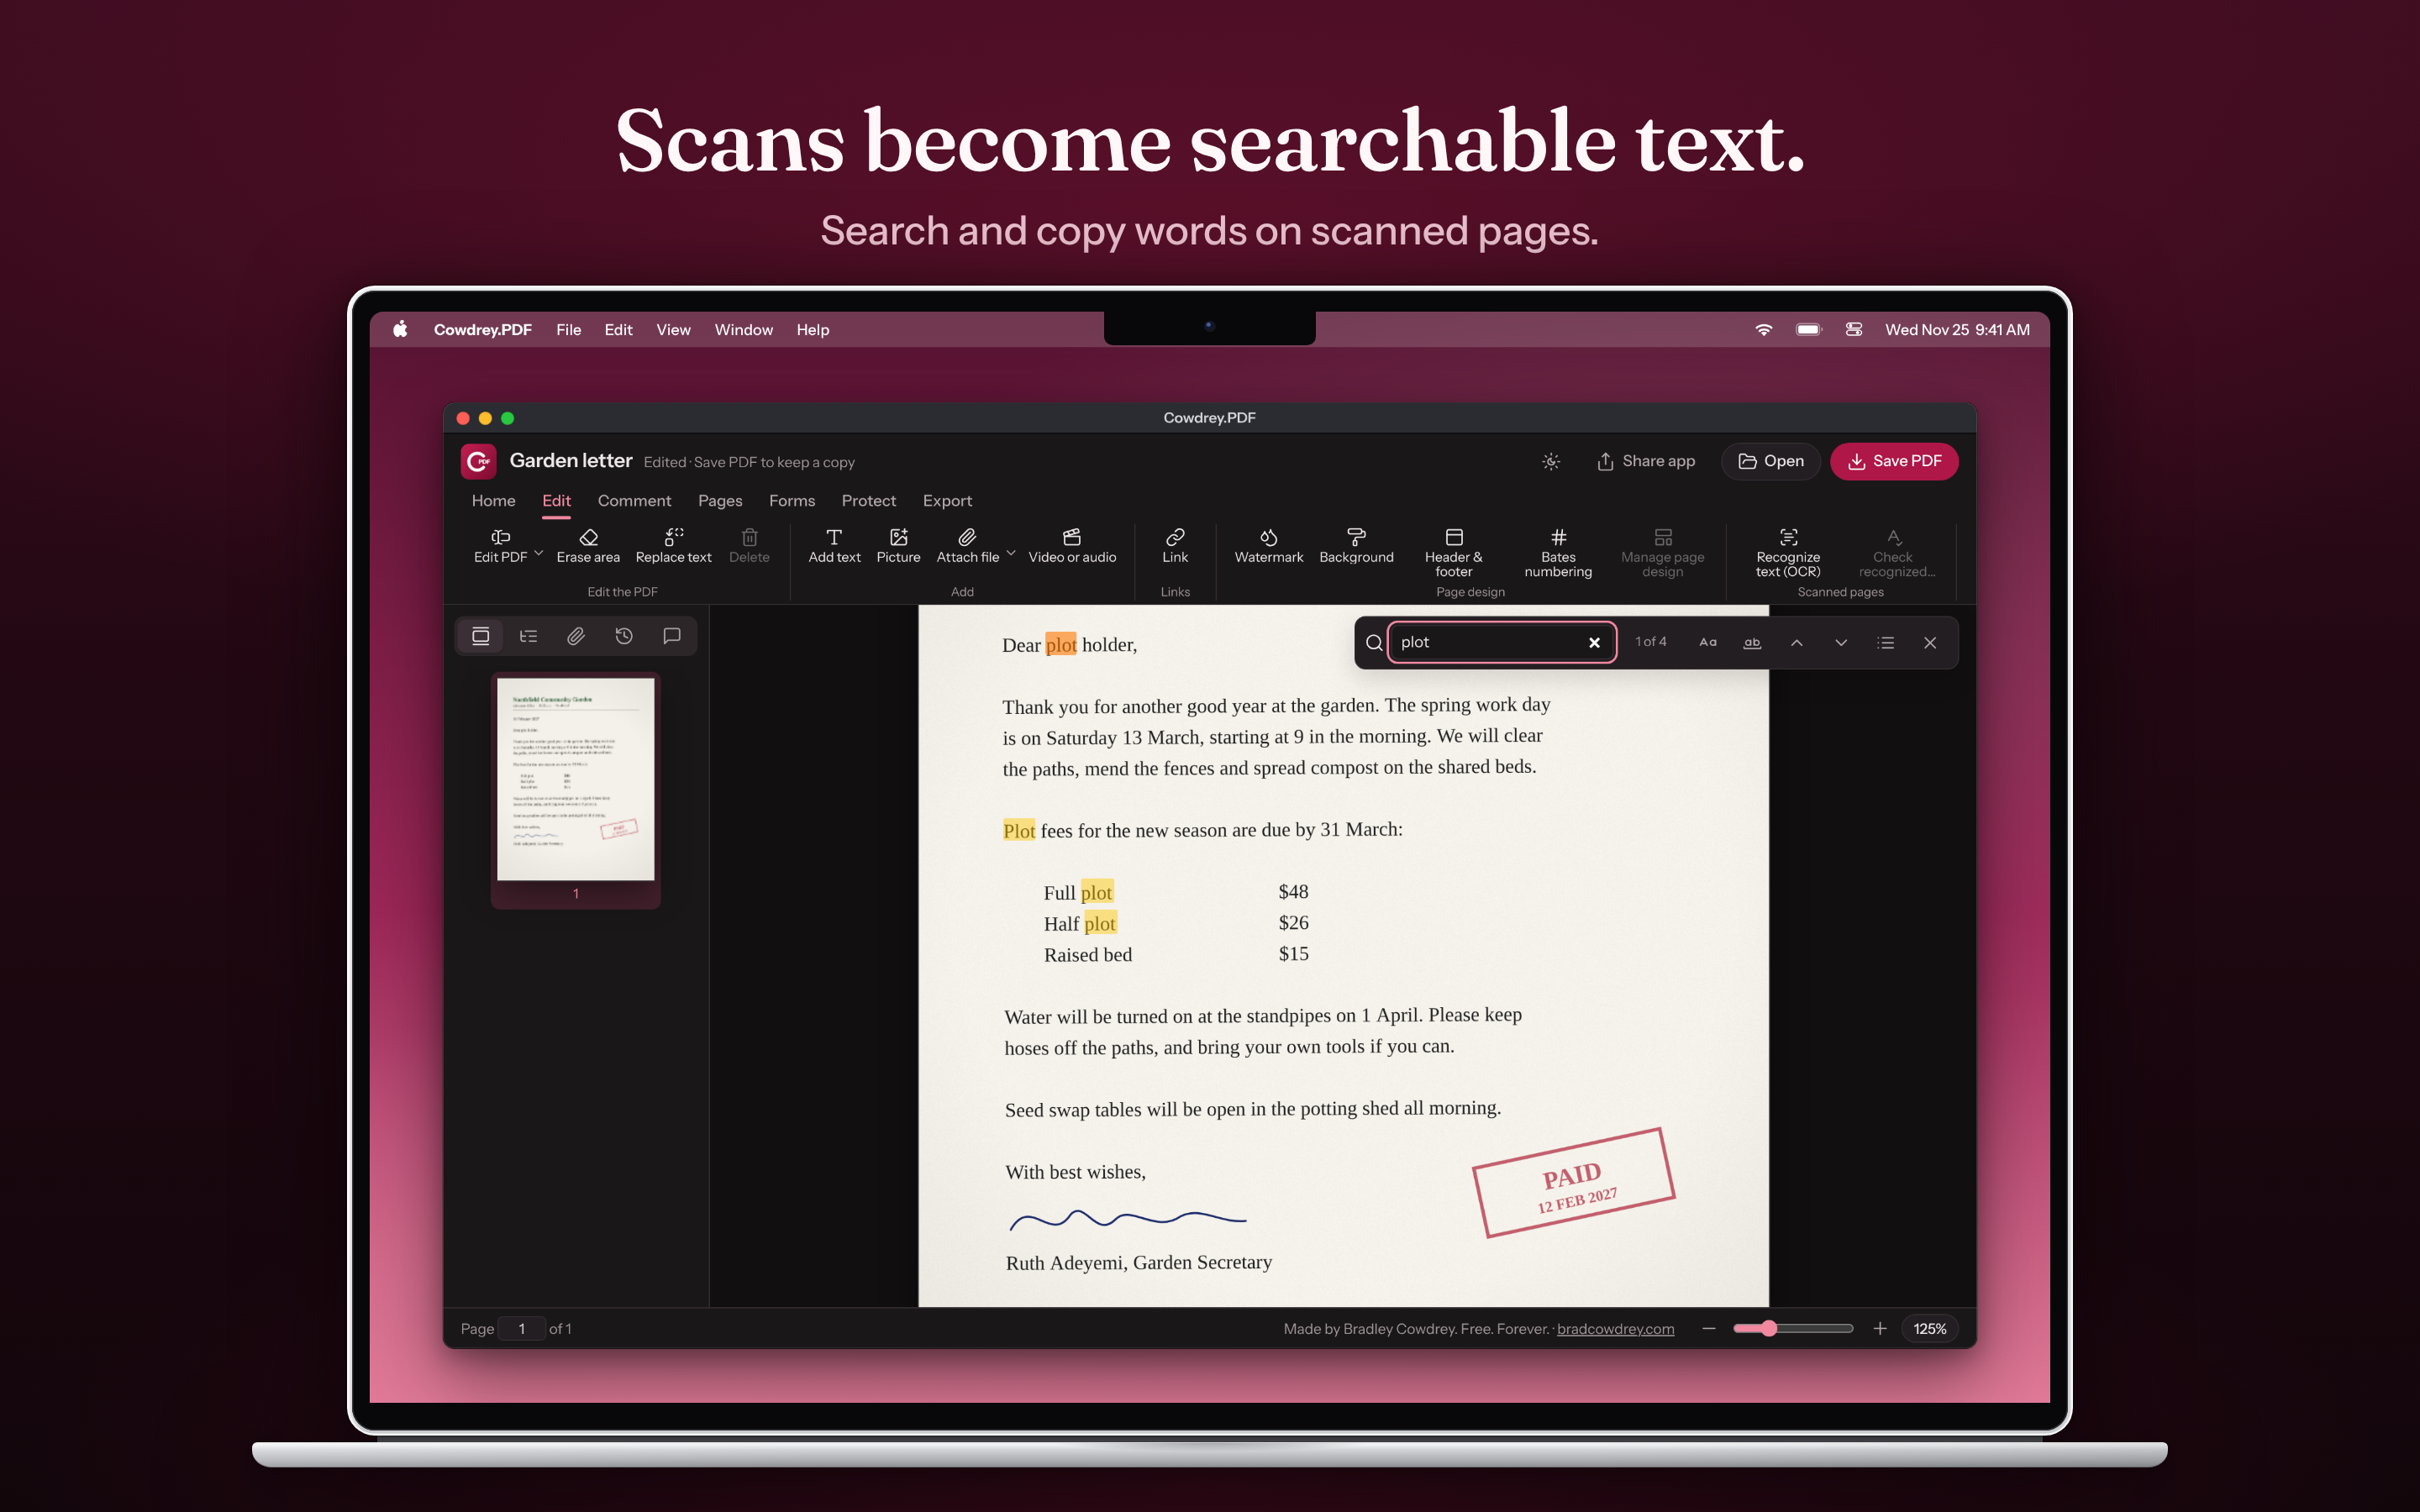 Scans become searchable text.
Search and copy words on scanned pages.
Cowdrey.PDF File Edit View Window Help
Wed Nov 25 9:41 AM
Cowdrey.PDF
Garden letter Edited · Save PDF to keep a copy
Share app Open Save PDF
Home Edit Comment Pages Forms Protect Export
Edit PDF Erase area Replace text Delete
Edit the PDF
Add text Picture Attach file Video or audio
Add
Link
Links
Watermark Background Header & footer Bates numbering Manage page design
Page design
Recognize text (OCR) Check recognized...
Scanned pages
plot 1 of 4 Aa ab
Northfield Community Garden
1
Dear plot holder,
Thank you for another good year at the garden. The spring work day
is on Saturday 13 March, starting at 9 in the morning. We will clear
the paths, mend the fences and spread compost on the shared beds.
Plot fees for the new season are due by 31 March:
Full plot $48
Half plot $26
Raised bed $15
Water will be turned on at the standpipes on 1 April. Please keep
hoses off the paths, and bring your own tools if you can.
Seed swap tables will be open in the potting shed all morning.
With best wishes,
PAID
12 FEB 2027
Ruth Adeyemi, Garden Secretary
Page 1 of 1
Made by Bradley Cowdrey. Free. Forever. · bradcowdrey.com
125%